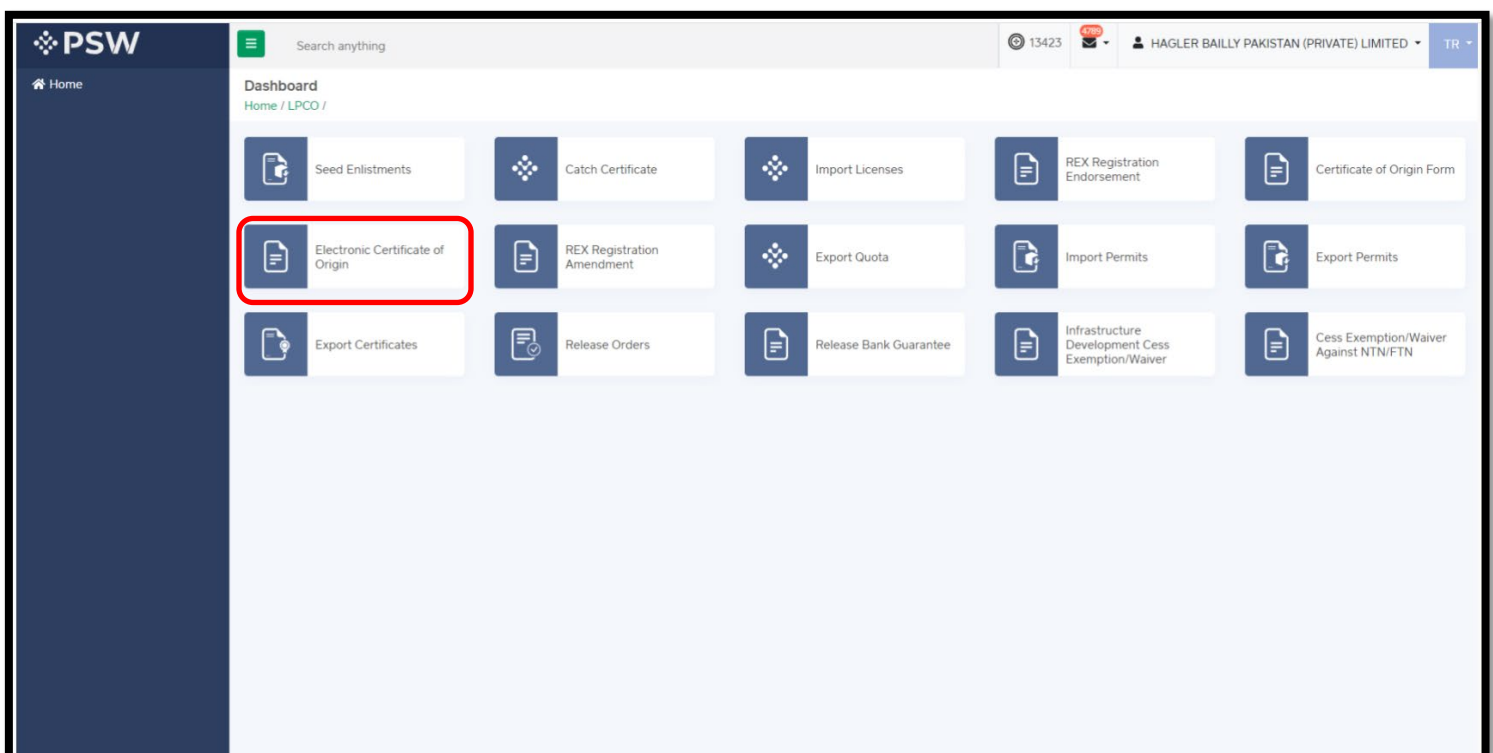 PSW
Search anything
13423
4789
HAGLER BAILLY PAKISTAN (PRIVATE) LIMITED
TR
Home
Dashboard
Home / LPCO /
Seed Enlistments
Catch Certificate
Import Licenses
REX Registration
Endorsement
Certificate of Origin Form
Electronic Certificate of
Origin
REX Registration
Amendment
Export Quota
Import Permits
Export Permits
Export Certificates
Release Orders
Release Bank Guarantee
Infrastructure
Development Cess
Exemption/Waiver
Cess Exemption/Waiver
Against NTN/FTN